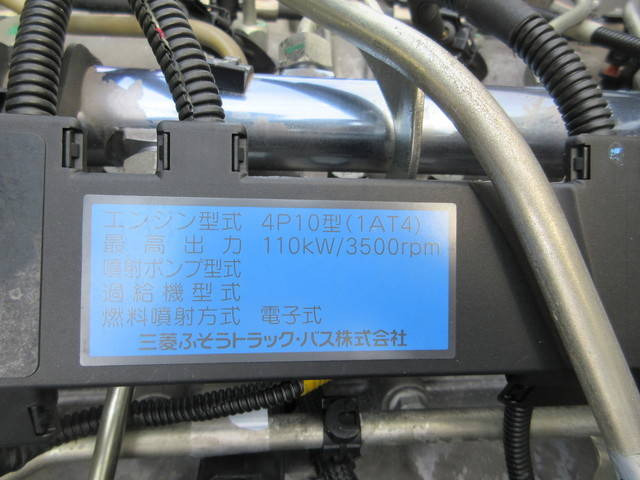 エンジン型式 4P10型(1AT4)
最高出力 110kW/3500rpm
噴射ポンプ型式
過給機型式
燃料噴射方式 電子式
三菱ふそうトラック・バス株式会社